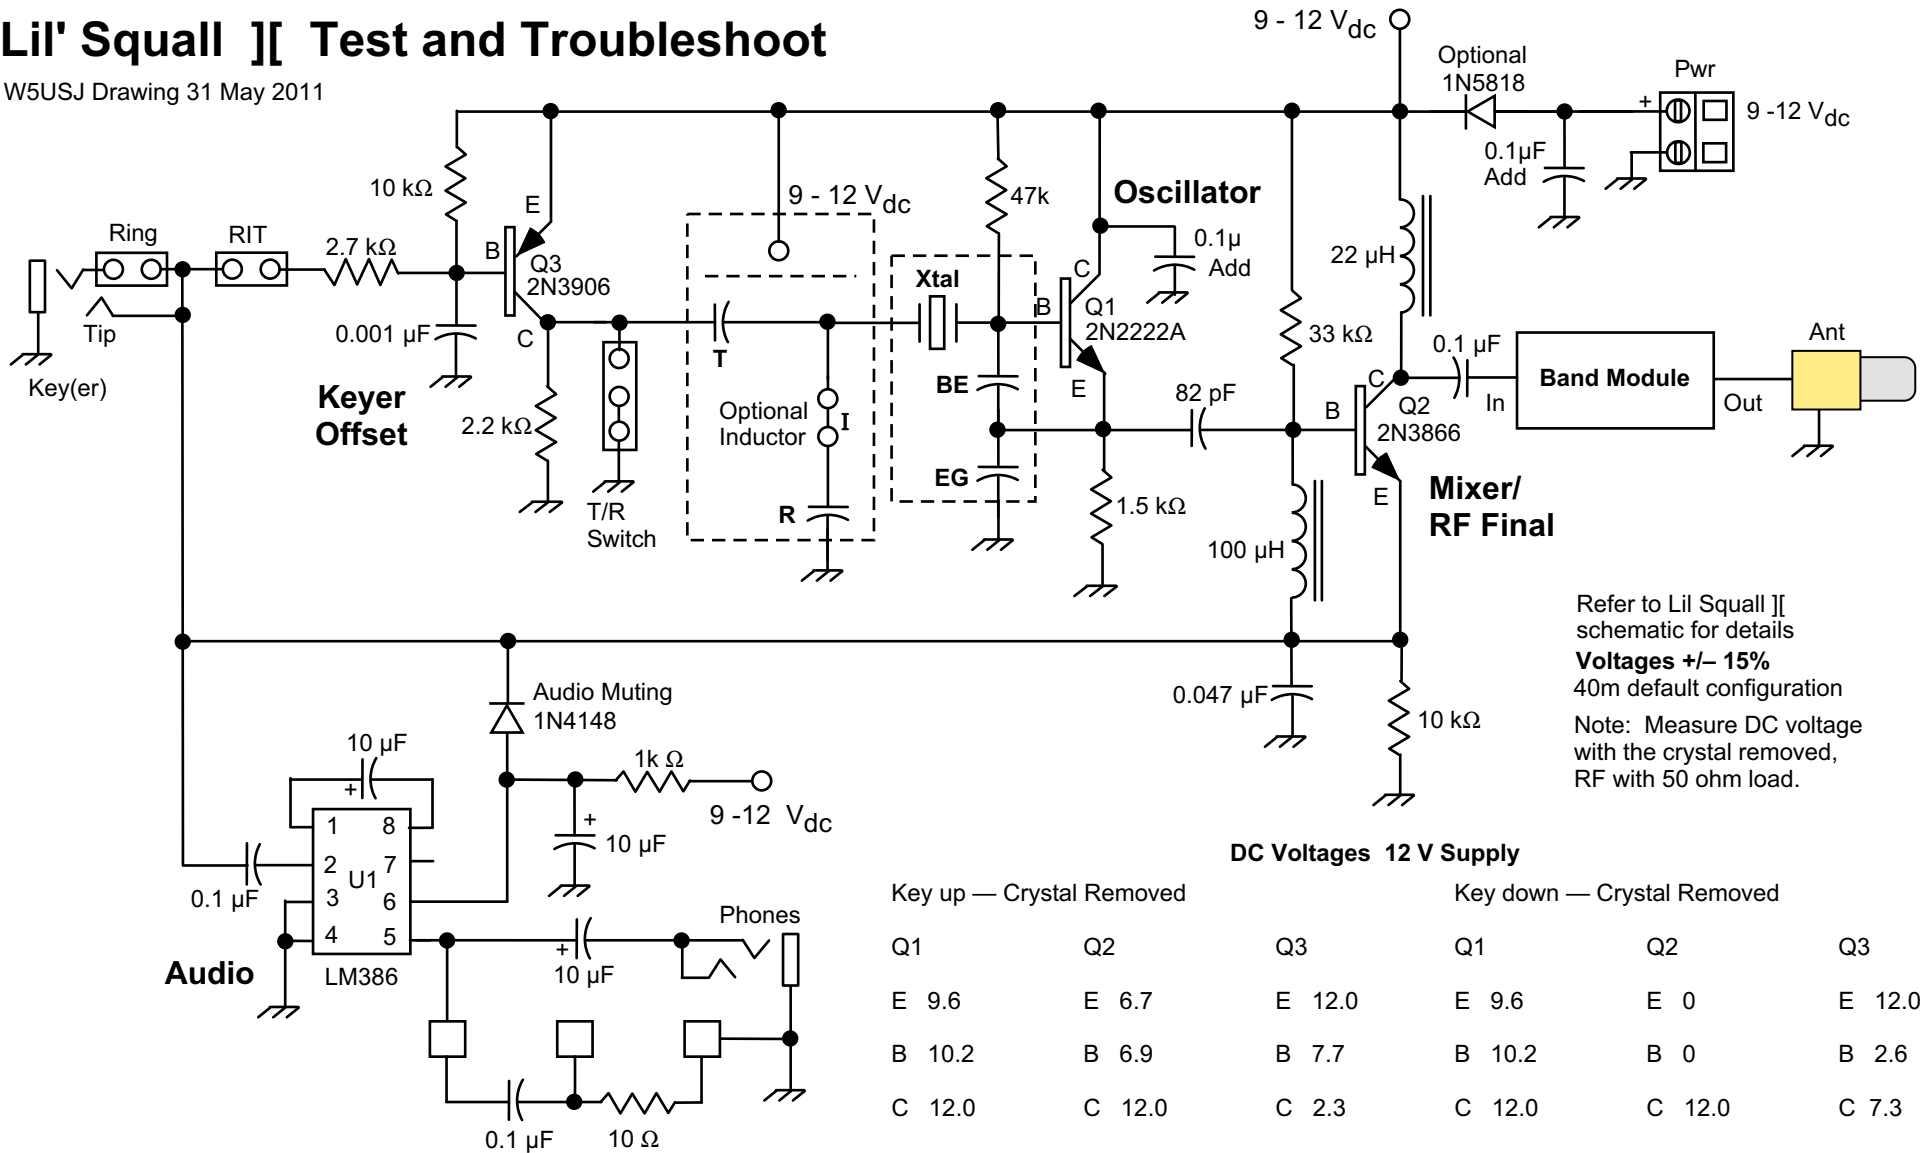 Lil' Squall ][ Test and Troubleshoot
W5USJ Drawing 31 May 2011
9 - 12 Vdc
Optional
1N5818
Pwr
+
9 -12 Vdc
0.1µF
Add
10 kΩ
E
9 - 12 Vdc
47k
Oscillator
Ring
RIT
2.7 kΩ
B
Q3
2N3906
Xtal
C
0.1µ
Add
22 µH
Tip
0.001 µF
C
T
B
Q1
2N2222A
33 kΩ
0.1 µF
Ant
Key(er)
Keyer
Offset
BE
E
82 pF
C
Q2
2N3866
In
Band Module
Out
2.2 kΩ
Optional
Inductor
I
B
EG
R
T/R
Switch
1.5 kΩ
E
Mixer/
RF Final
100 µH
Refer to Lil Squall ][
schematic for details
Voltages +/– 15%
40m default configuration
Note: Measure DC voltage
with the crystal removed,
RF with 50 ohm load.
Audio Muting
1N4148
0.047 µF
10 kΩ
10 µF
+
1k Ω
9 -12 Vdc
+
10 µF
1 8
2 7
U1
3 6
4 5
LM386
0.1 µF
Audio
Phones
+
10 µF
0.1 µF
10 Ω
DC Voltages 12 V Supply
Key up — Crystal Removed Key down — Crystal Removed
Q1 Q2 Q3 Q1 Q2 Q3
E 9.6 E 6.7 E 12.0 E 9.6 E 0 E 12.0
B 10.2 B 6.9 B 7.7 B 10.2 B 0 B 2.6
C 12.0 C 12.0 C 2.3 C 12.0 C 12.0 C 7.3